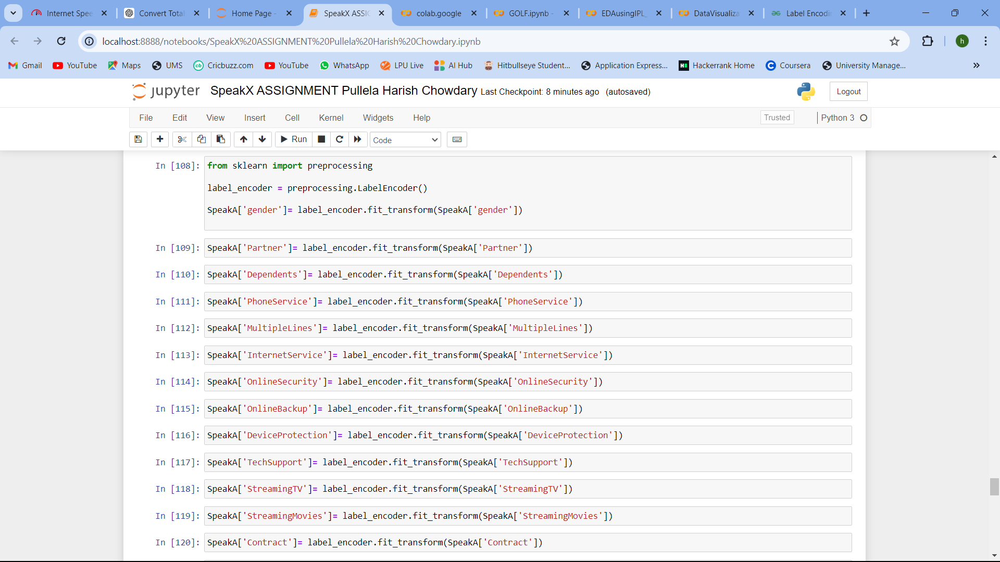 Internet Spee
Convert Total
Home Page -
SpeakX ASSIG
colab.google
GOLF.ipynb -
EDAusingIPL_
DataVisualiza
Label Encodi
localhost:8888/notebooks/SpeakX%20ASSIGNMENT%20Pullela%20Harish%20Chowdary.ipynb
h
Gmail
YouTube
Maps
UMS
Cricbuzz.com
YouTube
WhatsApp
LPU Live
AI Hub
Hitbullseye Student...
Application Express...
Hackerrank Home
Coursera
University Manage...
jupyter SpeakX ASSIGNMENT Pullela Harish Chowdary Last Checkpoint: 8 minutes ago (autosaved)
Logout
File Edit View Insert Cell Kernel Widgets Help
Trusted
Python 3
Run
Code
In [108]: from sklearn import preprocessing
label_encoder = preprocessing.LabelEncoder()
SpeakA['gender']= label_encoder.fit_transform(SpeakA['gender'])
In [109]: SpeakA['Partner']= label_encoder.fit_transform(SpeakA['Partner'])
In [110]: SpeakA['Dependents']= label_encoder.fit_transform(SpeakA['Dependents'])
In [111]: SpeakA['PhoneService']= label_encoder.fit_transform(SpeakA['PhoneService'])
In [112]: SpeakA['MultipleLines']= label_encoder.fit_transform(SpeakA['MultipleLines'])
In [113]: SpeakA['InternetService']= label_encoder.fit_transform(SpeakA['InternetService'])
In [114]: SpeakA['OnlineSecurity']= label_encoder.fit_transform(SpeakA['OnlineSecurity'])
In [115]: SpeakA['OnlineBackup']= label_encoder.fit_transform(SpeakA['OnlineBackup'])
In [116]: SpeakA['DeviceProtection']= label_encoder.fit_transform(SpeakA['DeviceProtection'])
In [117]: SpeakA['TechSupport']= label_encoder.fit_transform(SpeakA['TechSupport'])
In [118]: SpeakA['StreamingTV']= label_encoder.fit_transform(SpeakA['StreamingTV'])
In [119]: SpeakA['StreamingMovies']= label_encoder.fit_transform(SpeakA['StreamingMovies'])
In [120]: SpeakA['Contract']= label_encoder.fit_transform(SpeakA['Contract'])